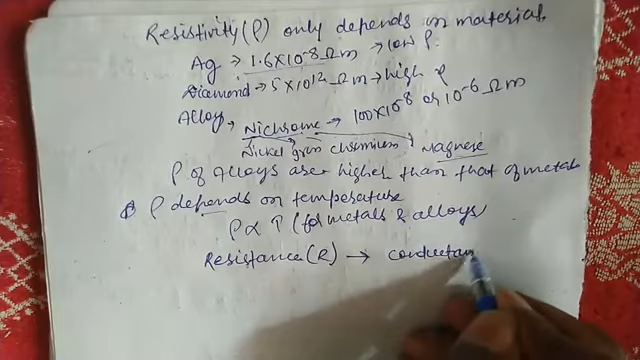 Resistivity (ρ) only depends on material.
Ag → 1.6×10-8 Ωm → low ρ.
Diamond → 5×10¹² Ωm → high ρ
Alloy → Nichrome → 100×10-8 or 10-6 Ωm
Nickel iron chromium Magnese
ρ of Alloys are higher than that of metals
ρ depends on temperature
ρ ∝ T (for metals & alloys
Resistance (R) → conductan